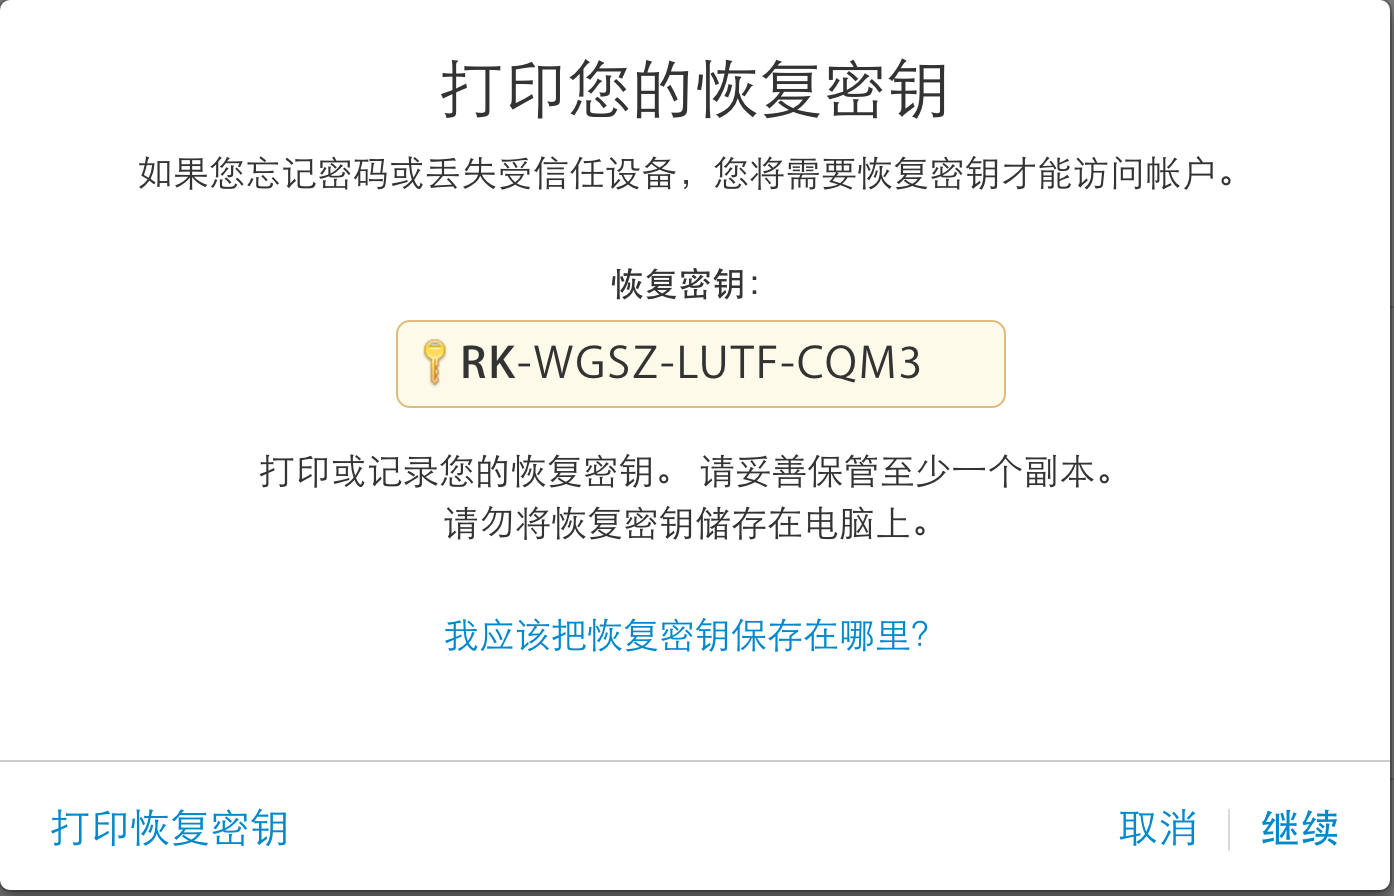 打印您的恢复密钥
如果您忘记密码或丢失受信任设备，您将需要恢复密钥才能访问帐户。
恢复密钥：
RK-WGSZ-LUTF-CQM3
打印或记录您的恢复密钥。 请妥善保管至少一个副本。
请勿将恢复密钥储存在电脑上。
我应该把恢复密钥保存在哪里？
打印恢复密钥
取消
继续